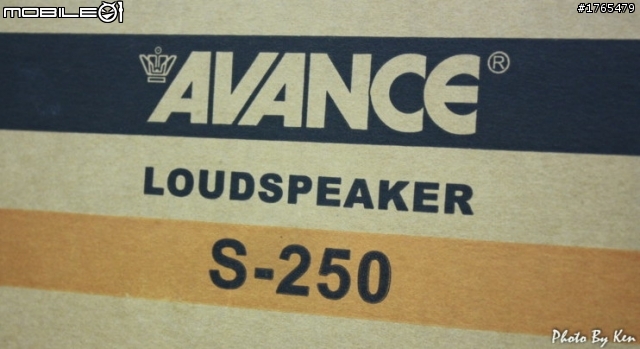 MOBILE01
#1765479
AVANCE®
LOUDSPEAKER
S-250
Photo By Ken